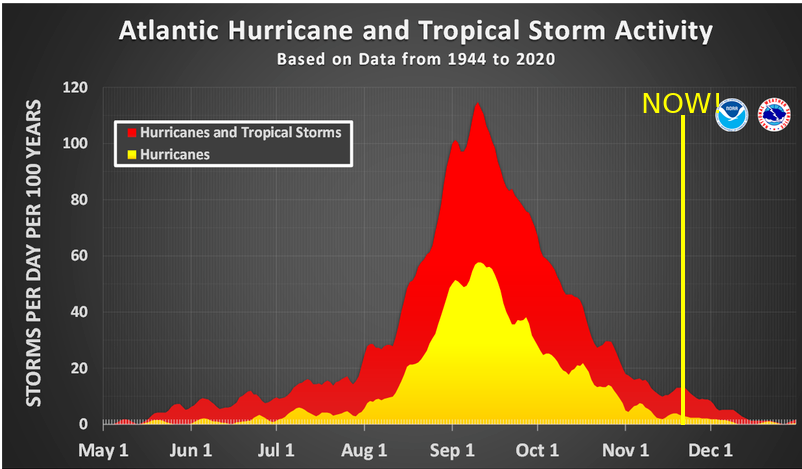 Atlantic Hurricane and Tropical Storm Activity
Based on Data from 1944 to 2020
NOW!
NOAA
Hurricanes and Tropical Storms
Hurricanes
STORMS PER DAY PER 100 YEARS
120
100
80
60
40
20
0
May 1 Jun 1 Jul 1 Aug 1 Sep 1 Oct 1 Nov 1 Dec 1